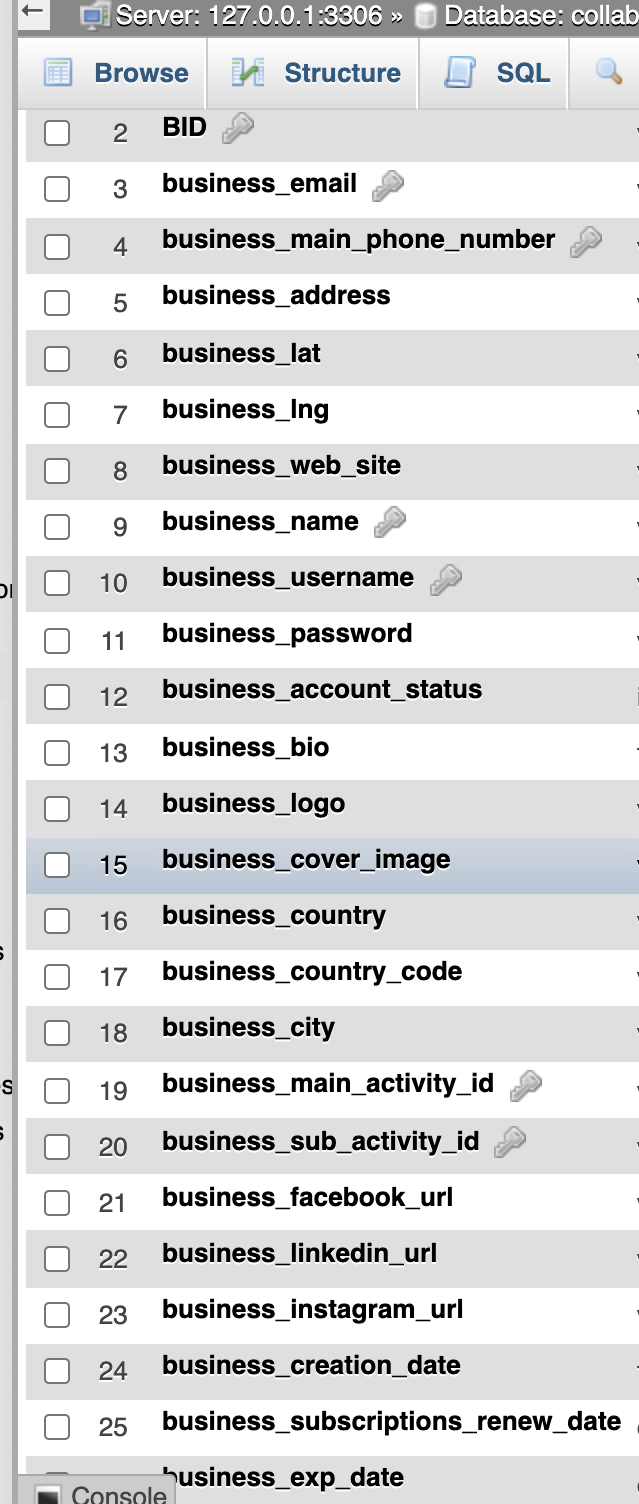 Server: 127.0.0.1:3306 » Database: collab
Browse Structure SQL
2 BID
3 business_email
4 business_main_phone_number
5 business_address
6 business_lat
7 business_lng
8 business_web_site
9 business_name
10 business_username
11 business_password
12 business_account_status
13 business_bio
14 business_logo
15 business_cover_image
16 business_country
17 business_country_code
18 business_city
19 business_main_activity_id
20 business_sub_activity_id
21 business_facebook_url
22 business_linkedin_url
23 business_instagram_url
24 business_creation_date
25 business_subscriptions_renew_date
business_exp_date
Console